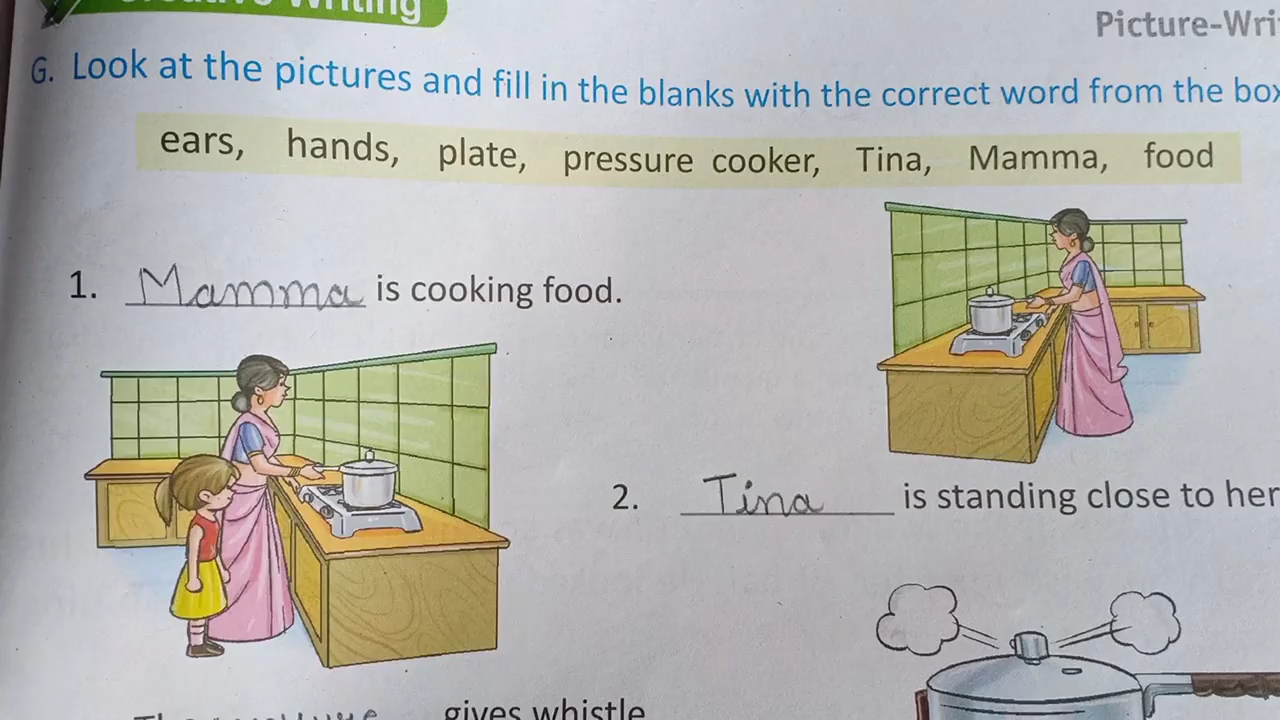 Writing
Picture-Wri
G. Look at the pictures and fill in the blanks with the correct word from the box
ears, hands, plate, pressure cooker, Tina, Mamma, food
1. Mamma is cooking food.
2. Tina is standing close to her
gives whistle